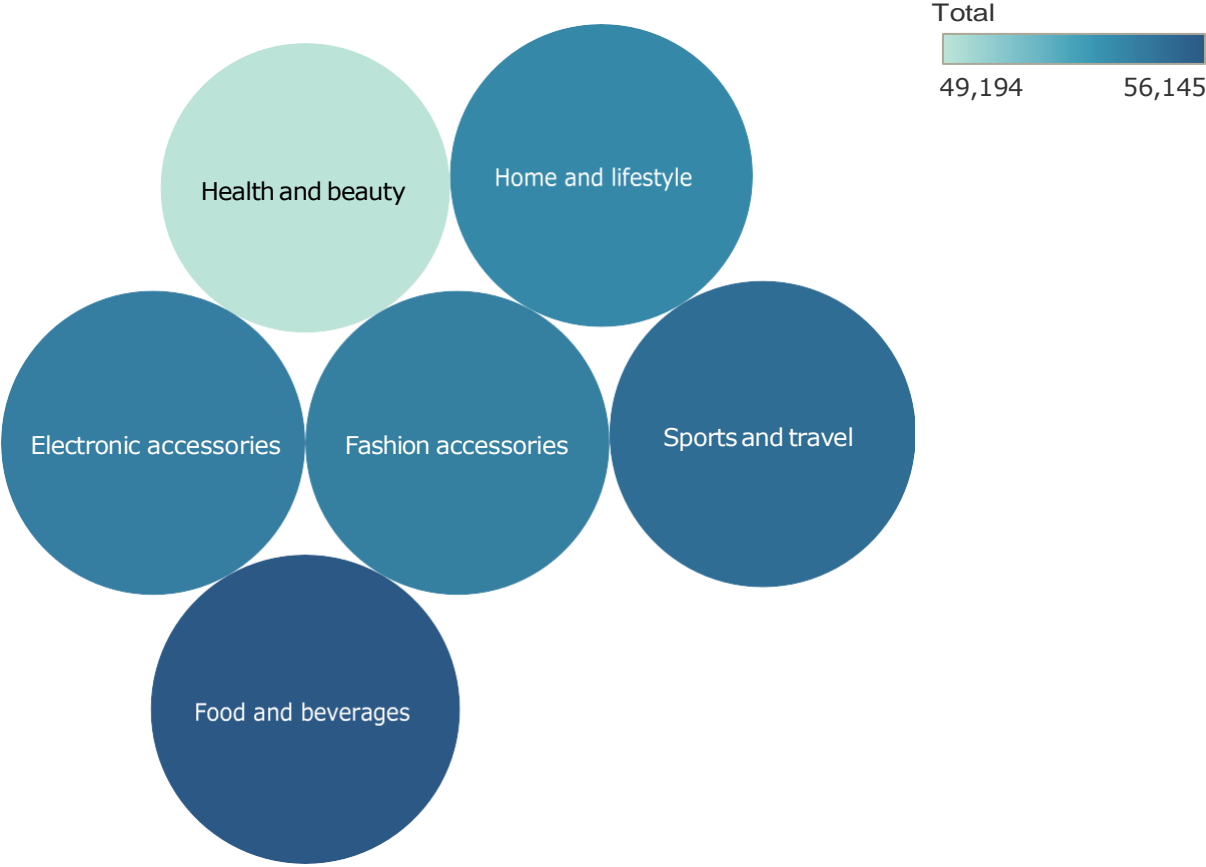 Total
49,194 56,145
Health and beauty
Home and lifestyle
Electronic accessories
Fashion accessories
Sports and travel
Food and beverages